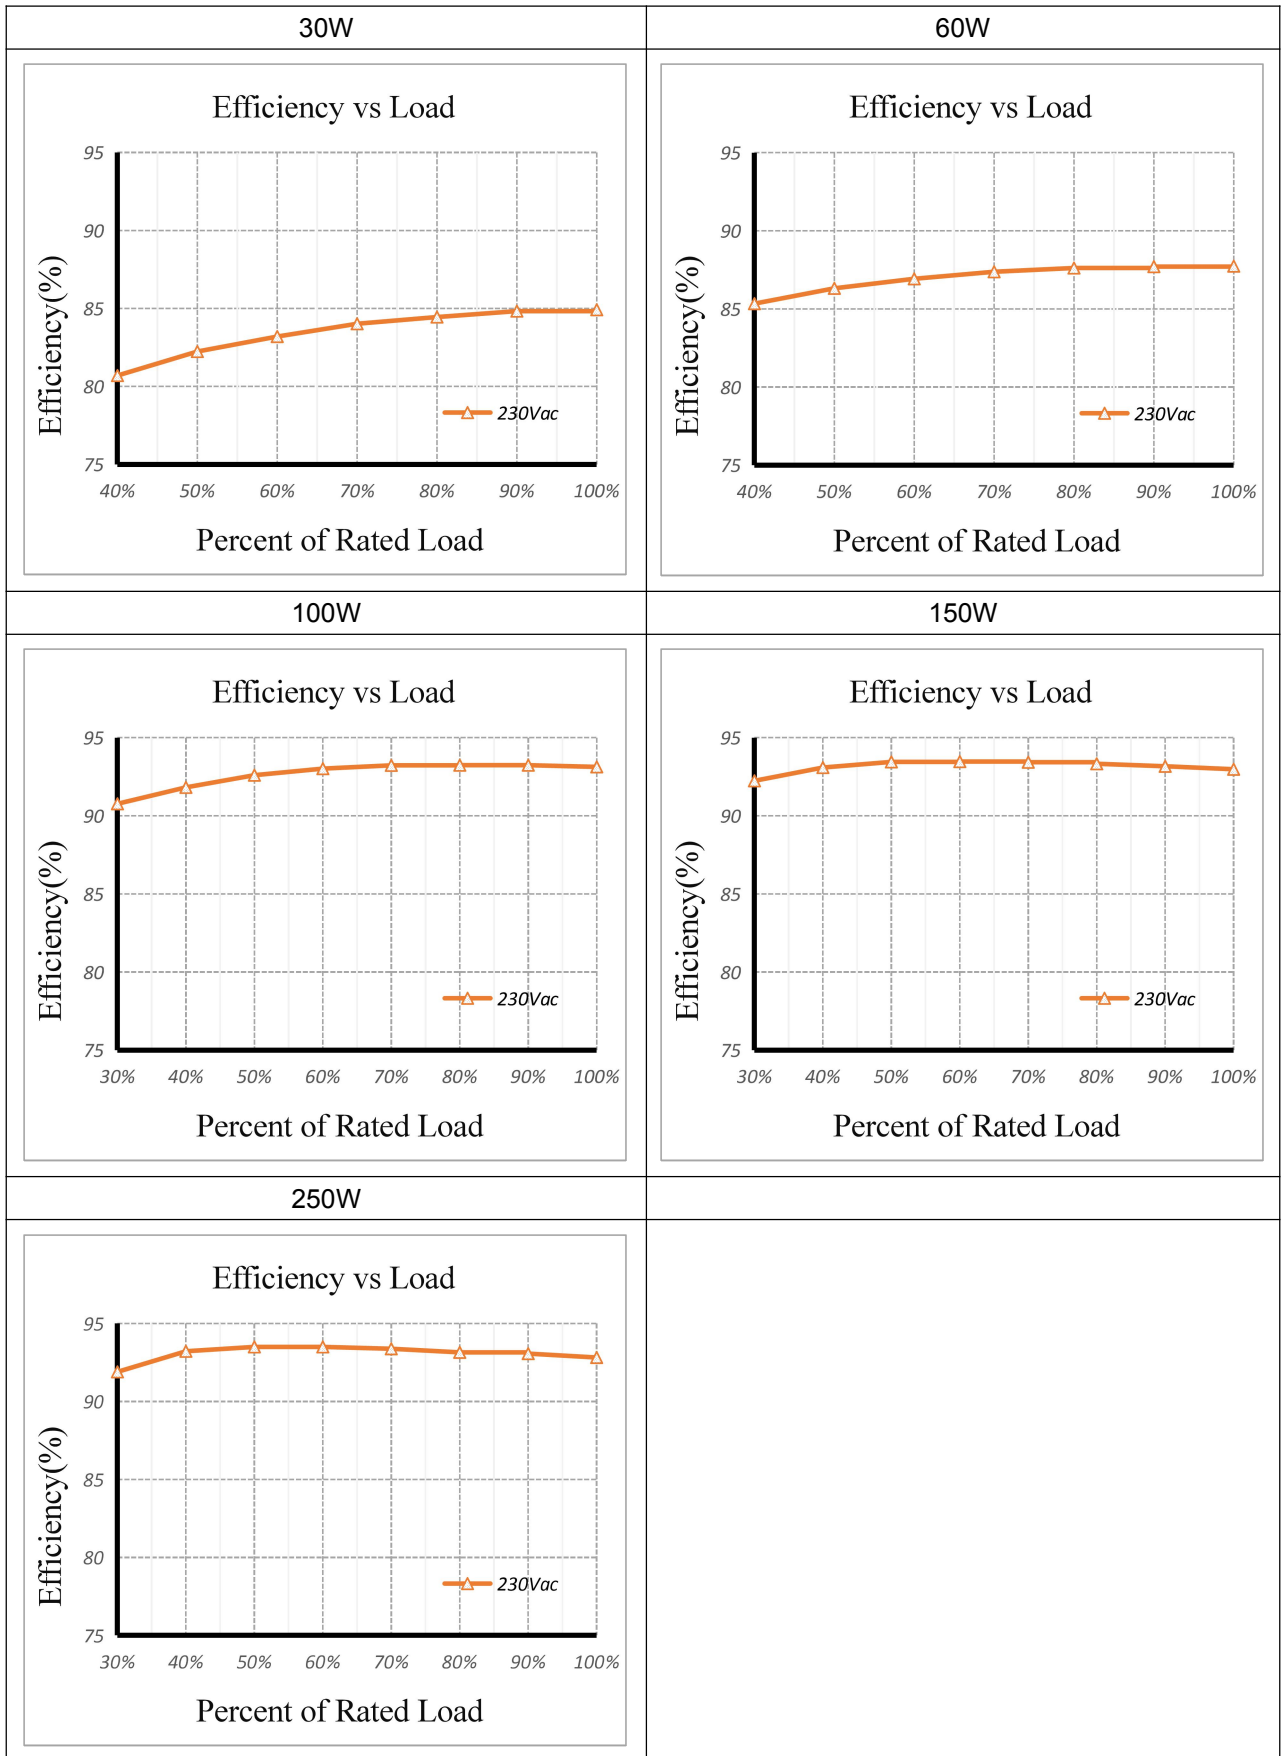 30W
60W
Efficiency vs Load
95
90
85
80
75
Efficiency(%)
230Vac
40% 50% 60% 70% 80% 90% 100%
Percent of Rated Load
Efficiency vs Load
95
90
85
80
75
Efficiency(%)
230Vac
40% 50% 60% 70% 80% 90% 100%
Percent of Rated Load
100W
150W
Efficiency vs Load
95
90
85
80
75
Efficiency(%)
230Vac
30% 40% 50% 60% 70% 80% 90% 100%
Percent of Rated Load
Efficiency vs Load
95
90
85
80
75
Efficiency(%)
230Vac
30% 40% 50% 60% 70% 80% 90% 100%
Percent of Rated Load
250W
Efficiency vs Load
95
90
85
80
75
Efficiency(%)
230Vac
30% 40% 50% 60% 70% 80% 90% 100%
Percent of Rated Load